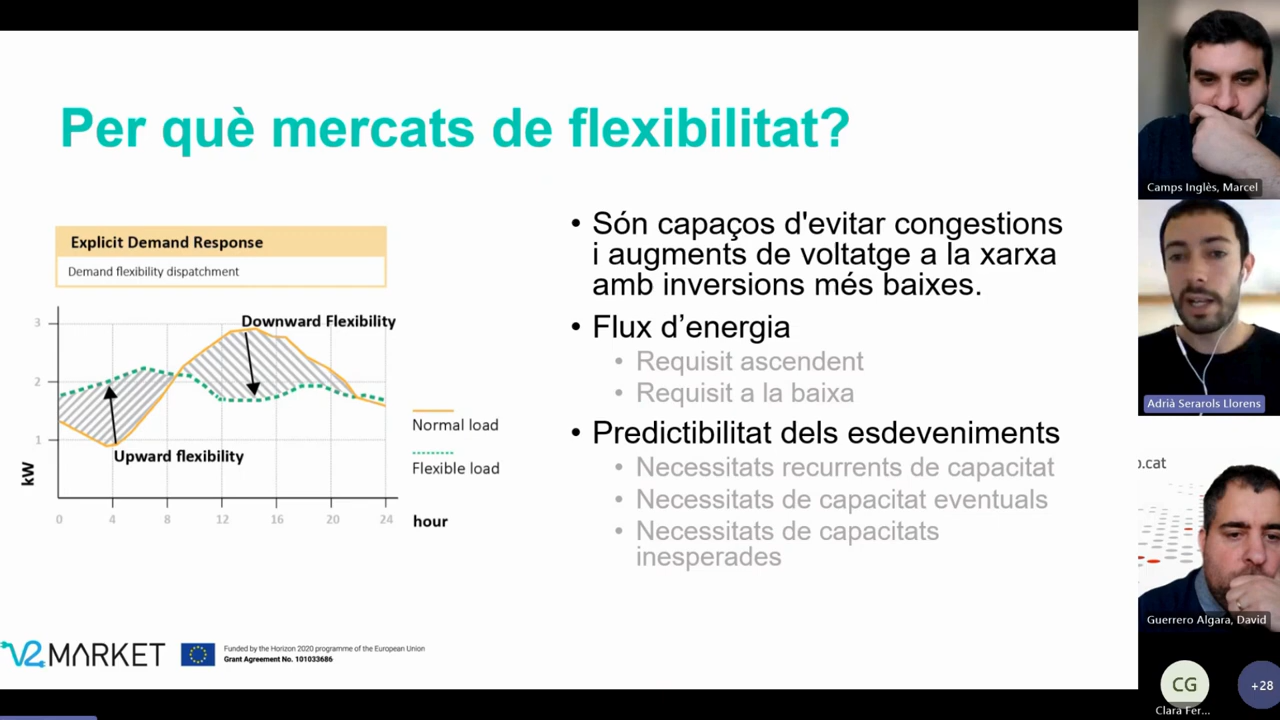 Per què mercats de flexibilitat?
Explicit Demand Response
Demand flexibility dispatchment
Downward Flexibility
Upward flexibility
3
2
1
kW
0 4 8 12 16 20 24
hour
Normal load
Flexible load
• Són capaços d'evitar congestions
i augments de voltatge a la xarxa
amb inversions més baixes.
• Flux d’energia
• Requisit ascendent
• Requisit a la baixa
• Predictibilitat dels esdeveniments
• Necessitats recurrents de capacitat
• Necessitats de capacitat eventuals
• Necessitats de capacitats
inesperades
V2MARKET
Funded by the Horizon 2020 programme of the European Union
Grant Agreement No. 101033686
Camps Inglès, Marcel
Adrià Serarols Llorens
.cat
Guerrero Algara, David
CG
Clara Fer...
+28